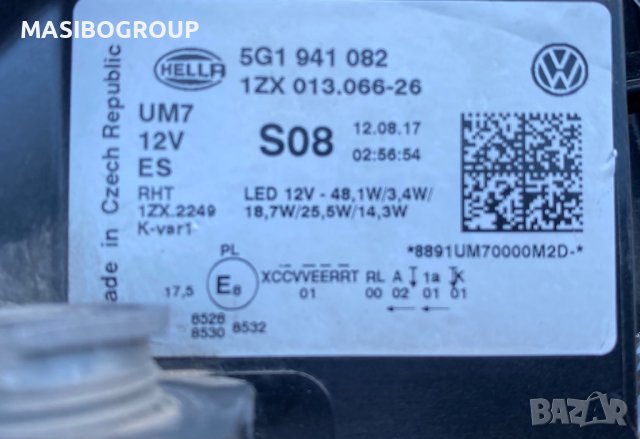 MASIBOGROUP
Made in Czech Republic
HELLA
5G1 941 082
1ZX 013.066-26
UM7
12V
ES
S08
12.08.17
02:56:54
RHT
1ZX.2249
K-var1
LED 12V - 48,1W/3,4W/
18,7W/25,5W/14,3W
*8891UM70000M2D-*
PL
17,5
E8
XCCVVEERRT RL A 1a K
01 00 02 01 01
8528
8530 8532
BAZAR